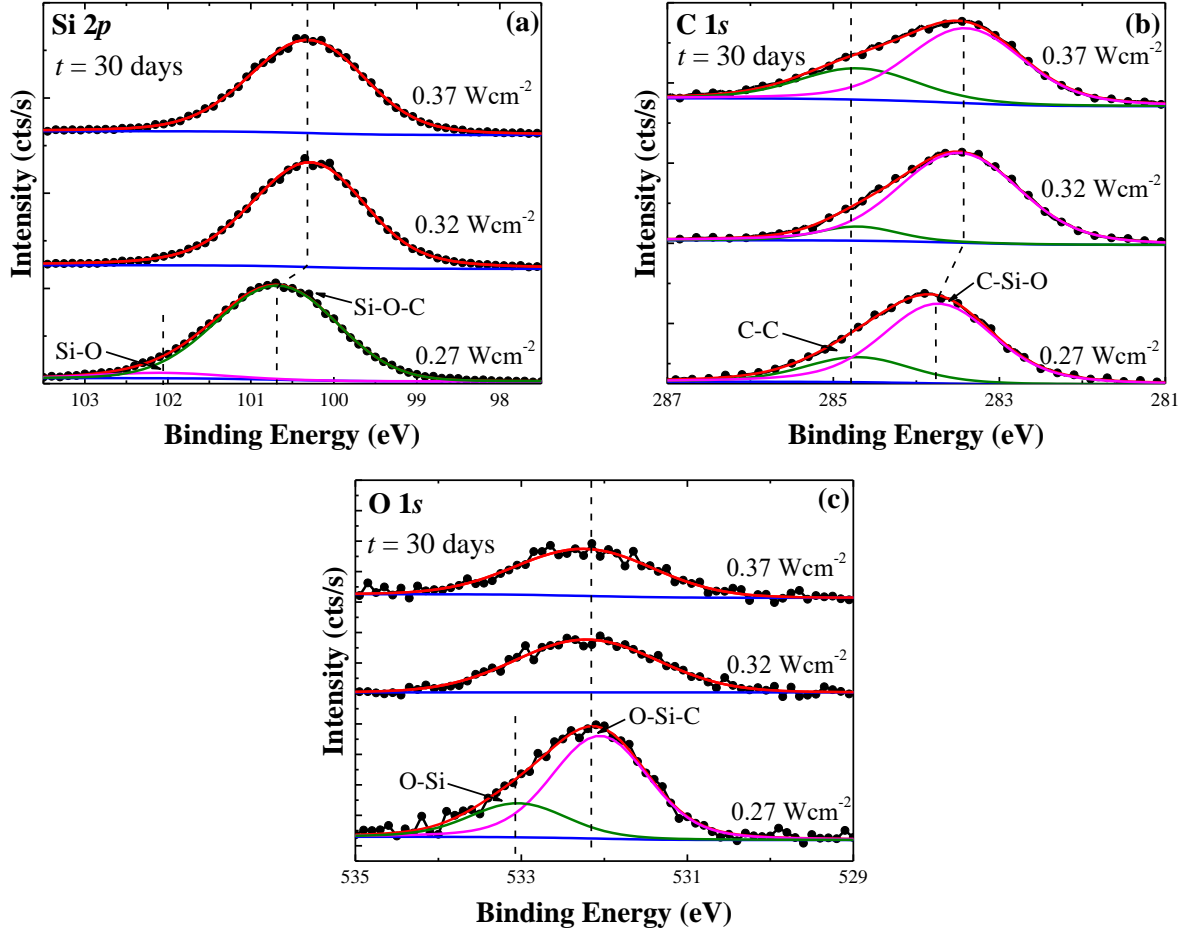 Si 2p
(a)
t = 30 days
0.37 Wcm⁻²
0.32 Wcm⁻²
Si-O-C
Si-O
0.27 Wcm⁻²
103 102 101 100 99 98
Binding Energy (eV)
Intensity (cts/s)
C 1s
(b)
t = 30 days
0.37 Wcm⁻²
0.32 Wcm⁻²
C-Si-O
C-C
0.27 Wcm⁻²
287 285 283 281
Binding Energy (eV)
Intensity (cts/s)
O 1s
(c)
t = 30 days
0.37 Wcm⁻²
0.32 Wcm⁻²
O-Si-C
O-Si
0.27 Wcm⁻²
535 533 531 529
Binding Energy (eV)
Intensity (cts/s)